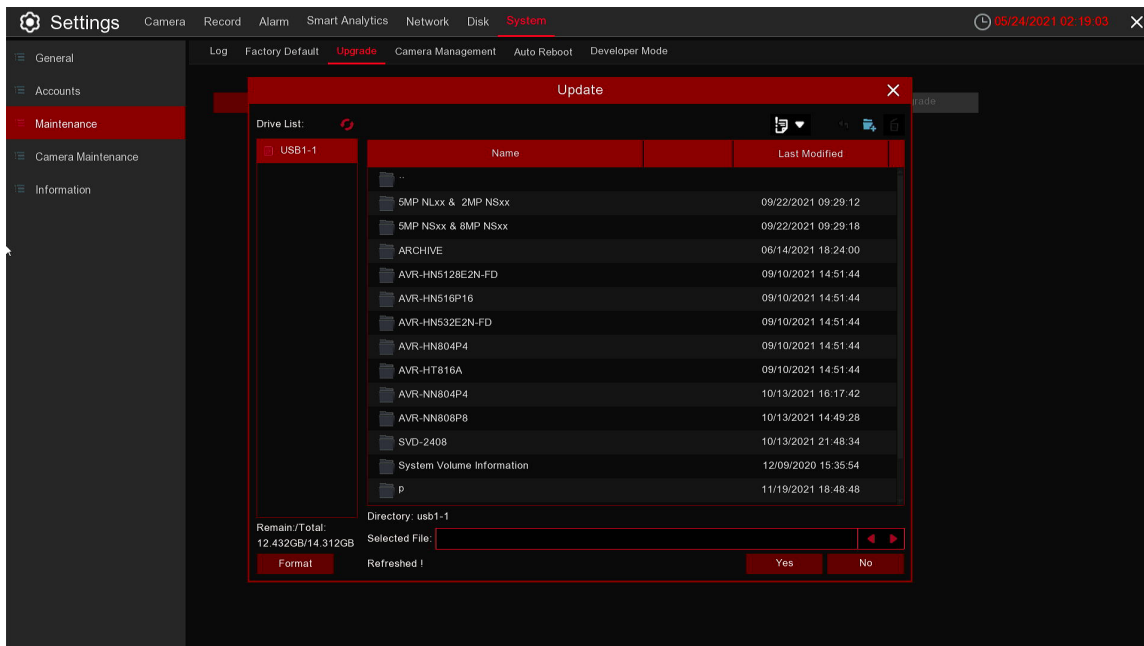 Settings Camera Record Alarm Smart Analytics Network Disk System 05/24/2021 02:19:03
Log Factory Default Upgrade Camera Management Auto Reboot Developer Mode
General
Accounts
Maintenance
Camera Maintenance
Information
Update
rade
Drive List:
USB1-1
Name Last Modified
..
5MP NLxx & 2MP NSxx 09/22/2021 09:29:12
5MP NSxx & 8MP NSxx 09/22/2021 09:29:18
ARCHIVE 06/14/2021 18:24:00
AVR-HN5128E2N-FD 09/10/2021 14:51:44
AVR-HN516P16 09/10/2021 14:51:44
AVR-HN532E2N-FD 09/10/2021 14:51:44
AVR-HN804P4 09/10/2021 14:51:44
AVR-HT816A 09/10/2021 14:51:44
AVR-NN804P4 10/13/2021 16:17:42
AVR-NN808P8 10/13/2021 14:49:28
SVD-2408 10/13/2021 21:48:34
System Volume Information 12/09/2020 15:35:54
p 11/19/2021 18:48:48
Directory: usb1-1
Remain:/Total:
12.432GB/14.312GB
Selected File:
Format
Refreshed !
Yes No